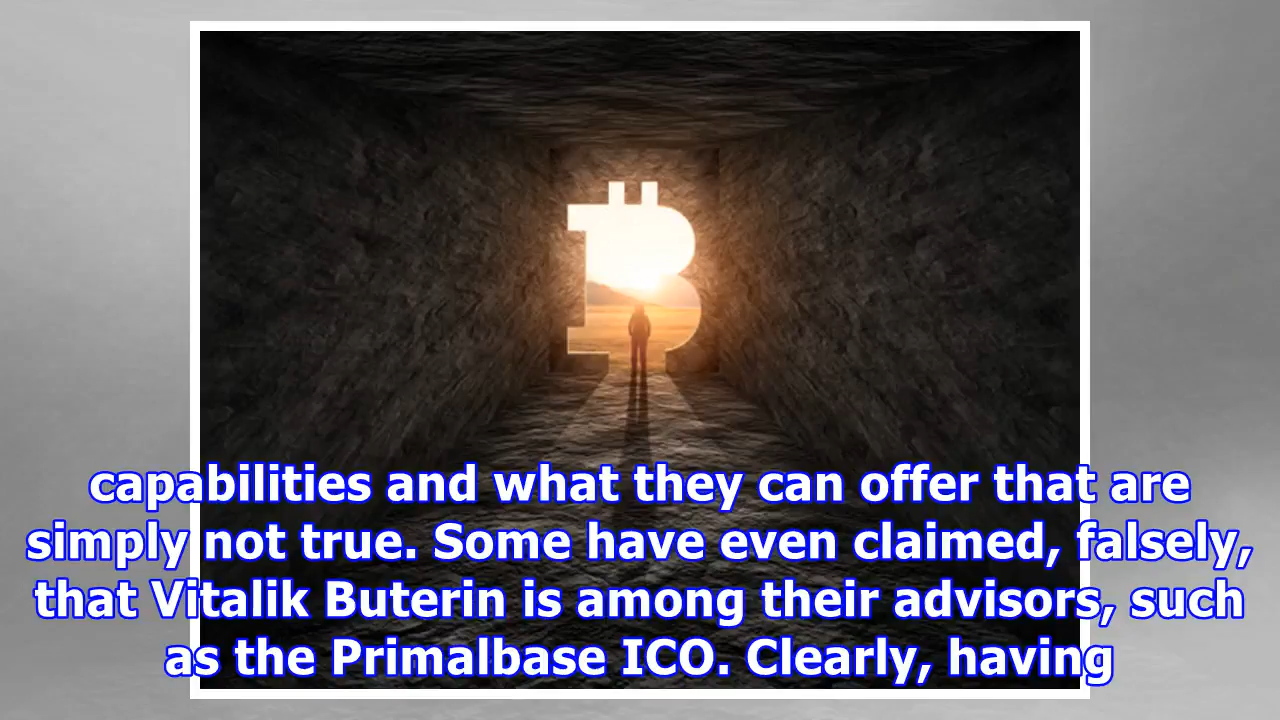 capabilities and what they can offer that are
simply not true. Some have even claimed, falsely,
that Vitalik Buterin is among their advisors, such
as the Primalbase ICO. Clearly, having